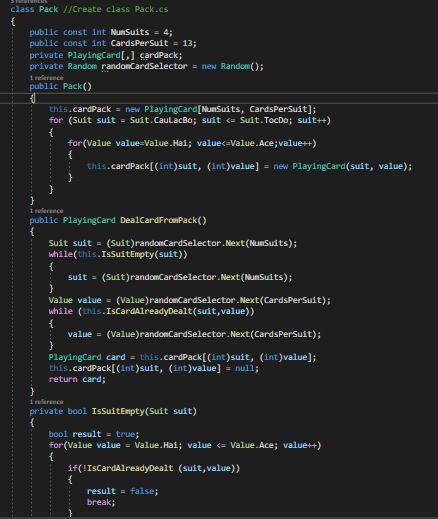 5 references
class Pack //Create class Pack.cs
{
public const int NumSuits = 4;
public const int CardsPerSuit = 13;
private PlayingCard[,] cardPack;
private Random randomCardSelector = new Random();
1 reference
public Pack()
{
this.cardPack = new PlayingCard[NumSuits, CardsPerSuit];
for (Suit suit = Suit.CauLacBo; suit <= Suit.TocDo; suit++)
{
for(Value value=Value.Hai; value<=Value.Ace;value++)
{
this.cardPack[(int)suit, (int)value] = new PlayingCard(suit, value);
}
}
}
1 reference
public PlayingCard DealCardFromPack()
{
Suit suit = (Suit)randomCardSelector.Next(NumSuits);
while(this.IsSuitEmpty(suit))
{
suit = (Suit)randomCardSelector.Next(NumSuits);
}
Value value = (Value)randomCardSelector.Next(CardsPerSuit);
while (this.IsCardAlreadyDealt(suit,value))
{
value = (Value)randomCardSelector.Next(CardsPerSuit);
}
PlayingCard card = this.cardPack[(int)suit, (int)value];
this.cardPack[(int)suit, (int)value] = null;
return card;
}
1 reference
private bool IsSuitEmpty(Suit suit)
{
bool result = true;
for(Value value = Value.Hai; value <= Value.Ace; value++)
{
if(!IsCardAlreadyDealt (suit,value))
{
result = false;
break;
}